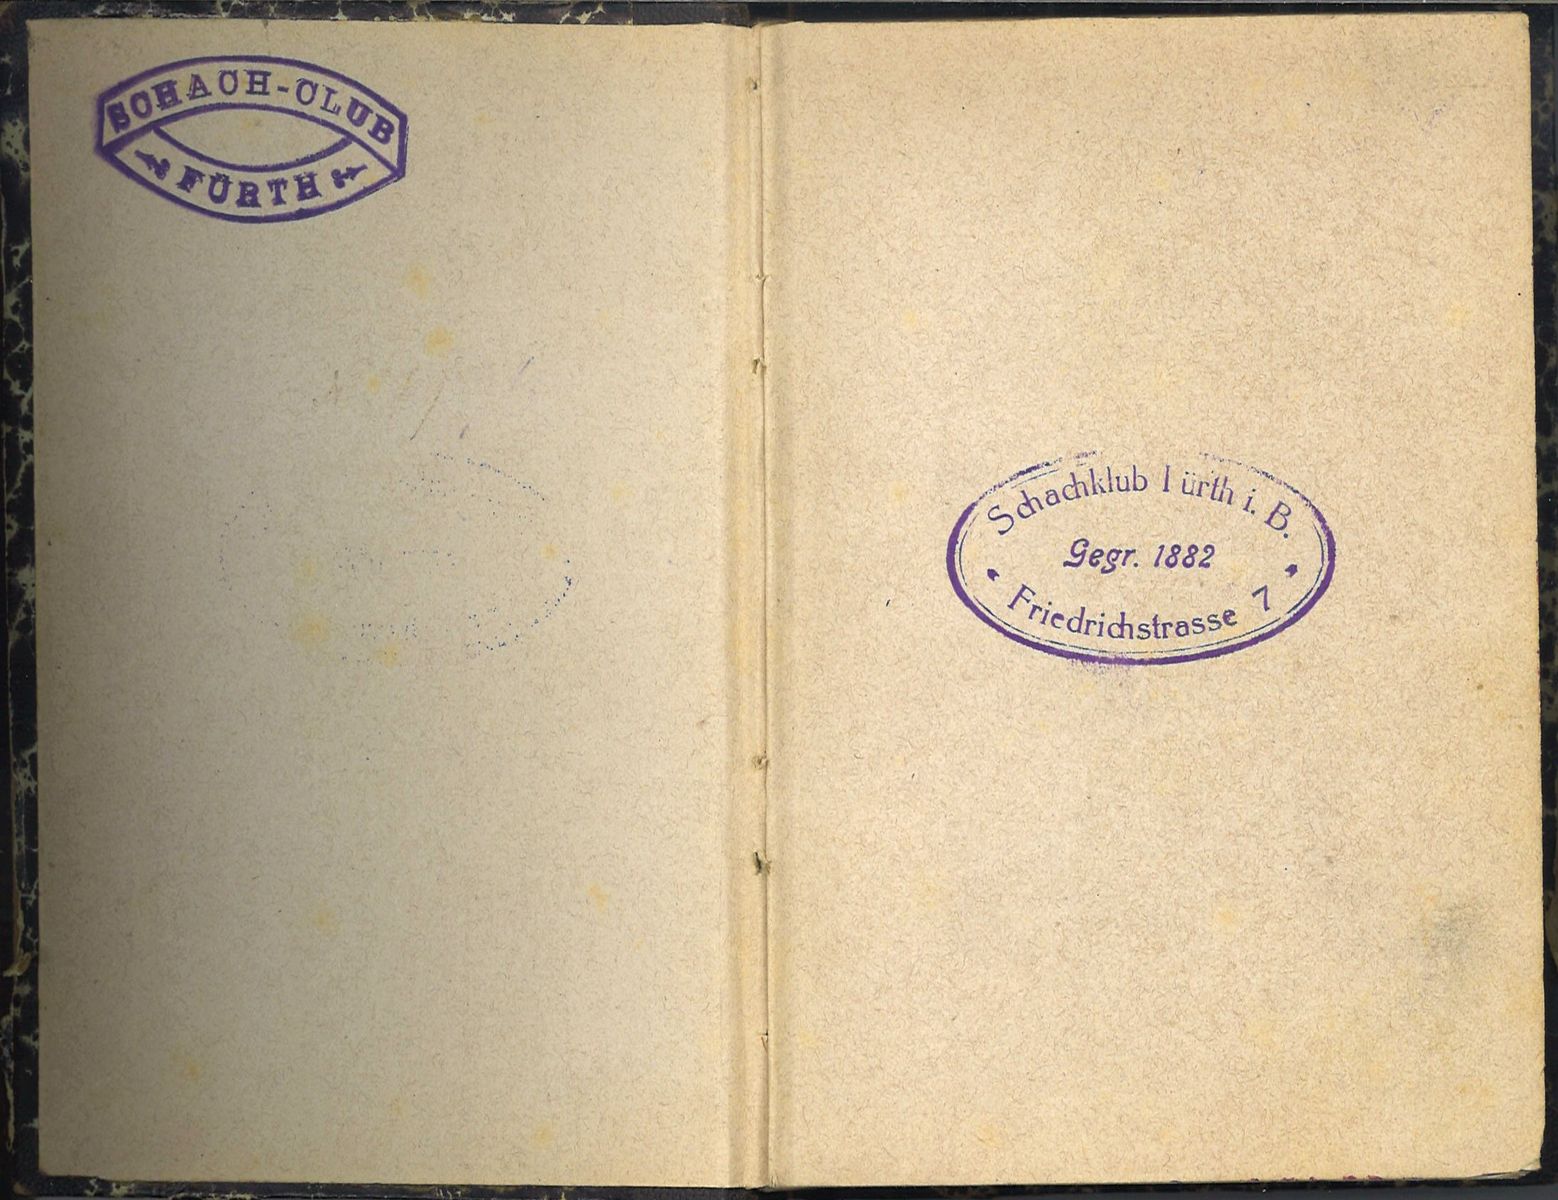 SCHACH-CLUB
FÜRTH
Schachklub Fürth i. B.
Gegr. 1882
Friedrichstrasse 7